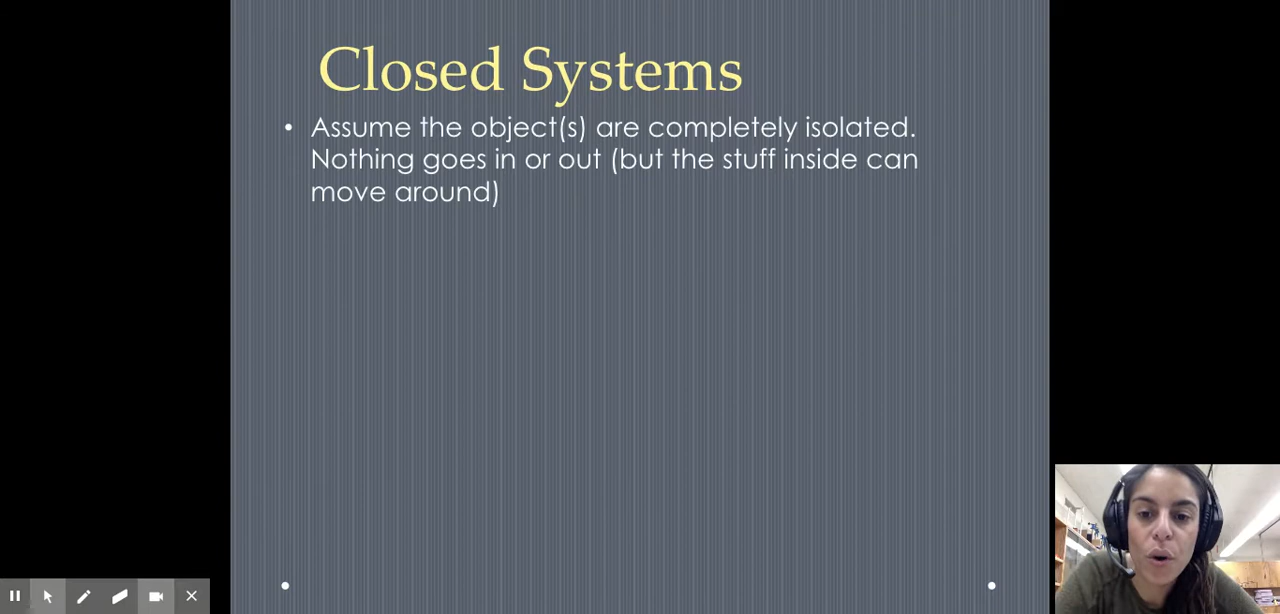 Closed Systems
• Assume the object(s) are completely isolated.
Nothing goes in or out (but the stuff inside can
move around)